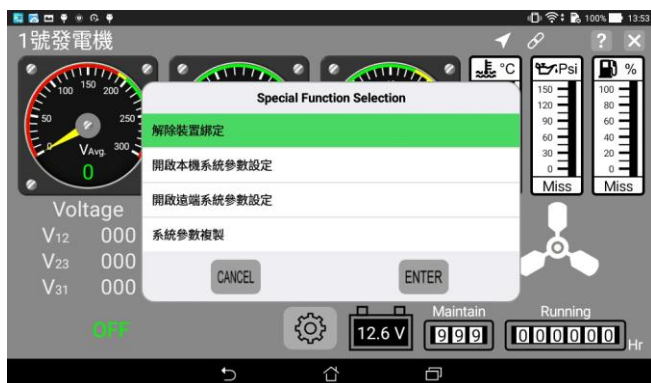 100% 13:53
1號發電機
? ×
°C Psi %
50 100 150 200 250 300
0
VAvg.
0
150
120
90
60
30
0
Miss
100
80
60
40
20
0
Miss
Special Function Selection
解除裝置綁定
開啟本機系統參數設定
開啟遠端系統參數設定
系統參數複製
CANCEL ENTER
Voltage
V12 000
V23 000
V31 000
OFF
12.6 V
Maintain
999
Running
000000 Hr